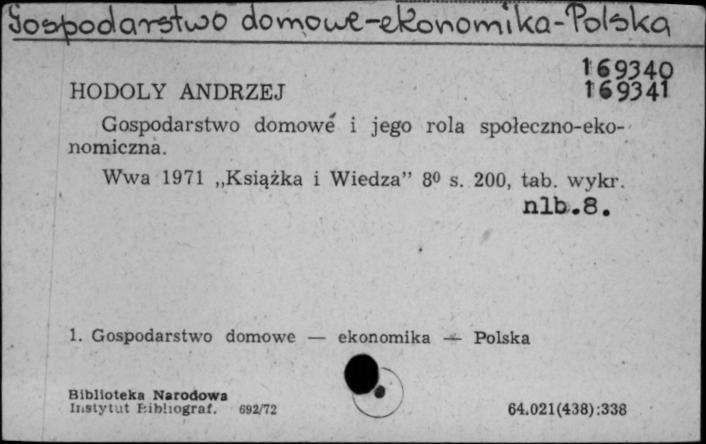 Gospodarstwo domowe-ekonomika-Polska
169340
HODOLY ANDRZEJ 169341
Gospodarstwo domowe i jego rola społeczno-eko-
nomiczna.
Wwa 1971 „Książka i Wiedza” 8⁰ s. 200, tab. wykr.
nlb.8.
1. Gospodarstwo domowe — ekonomika — Polska
Biblioteka Narodowa
Instytut Bibliograf. 692/72 64.021(438):338